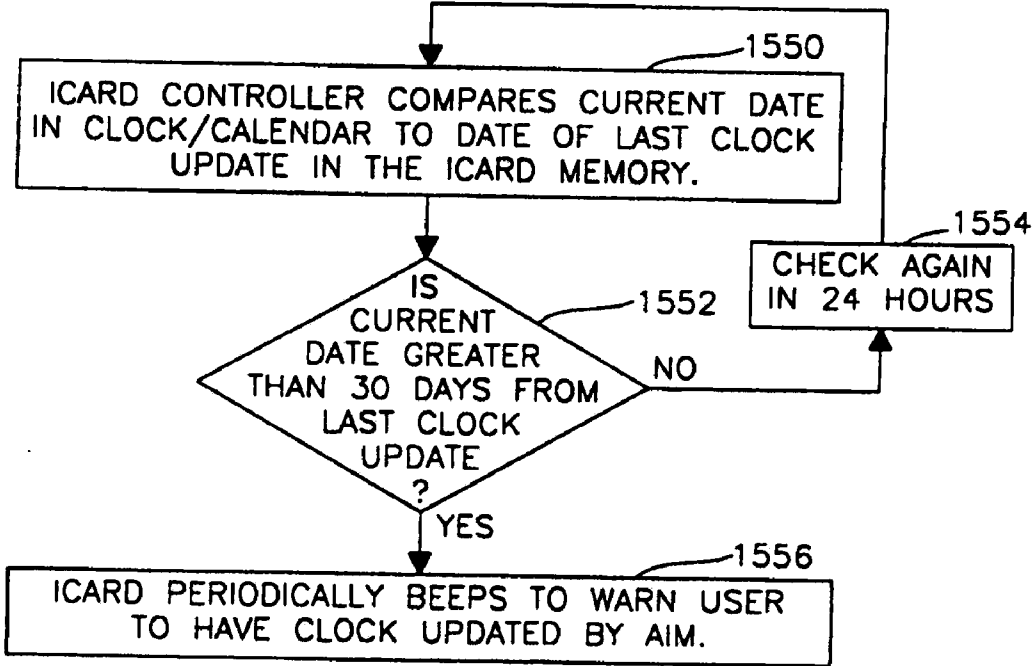 1550
ICARD CONTROLLER COMPARES CURRENT DATE
IN CLOCK/CALENDAR TO DATE OF LAST CLOCK
UPDATE IN THE ICARD MEMORY.
1554
CHECK AGAIN
IN 24 HOURS
1552
IS
CURRENT
DATE GREATER
THAN 30 DAYS FROM
LAST CLOCK
UPDATE
?
NO
YES
1556
ICARD PERIODICALLY BEEPS TO WARN USER
TO HAVE CLOCK UPDATED BY AIM.